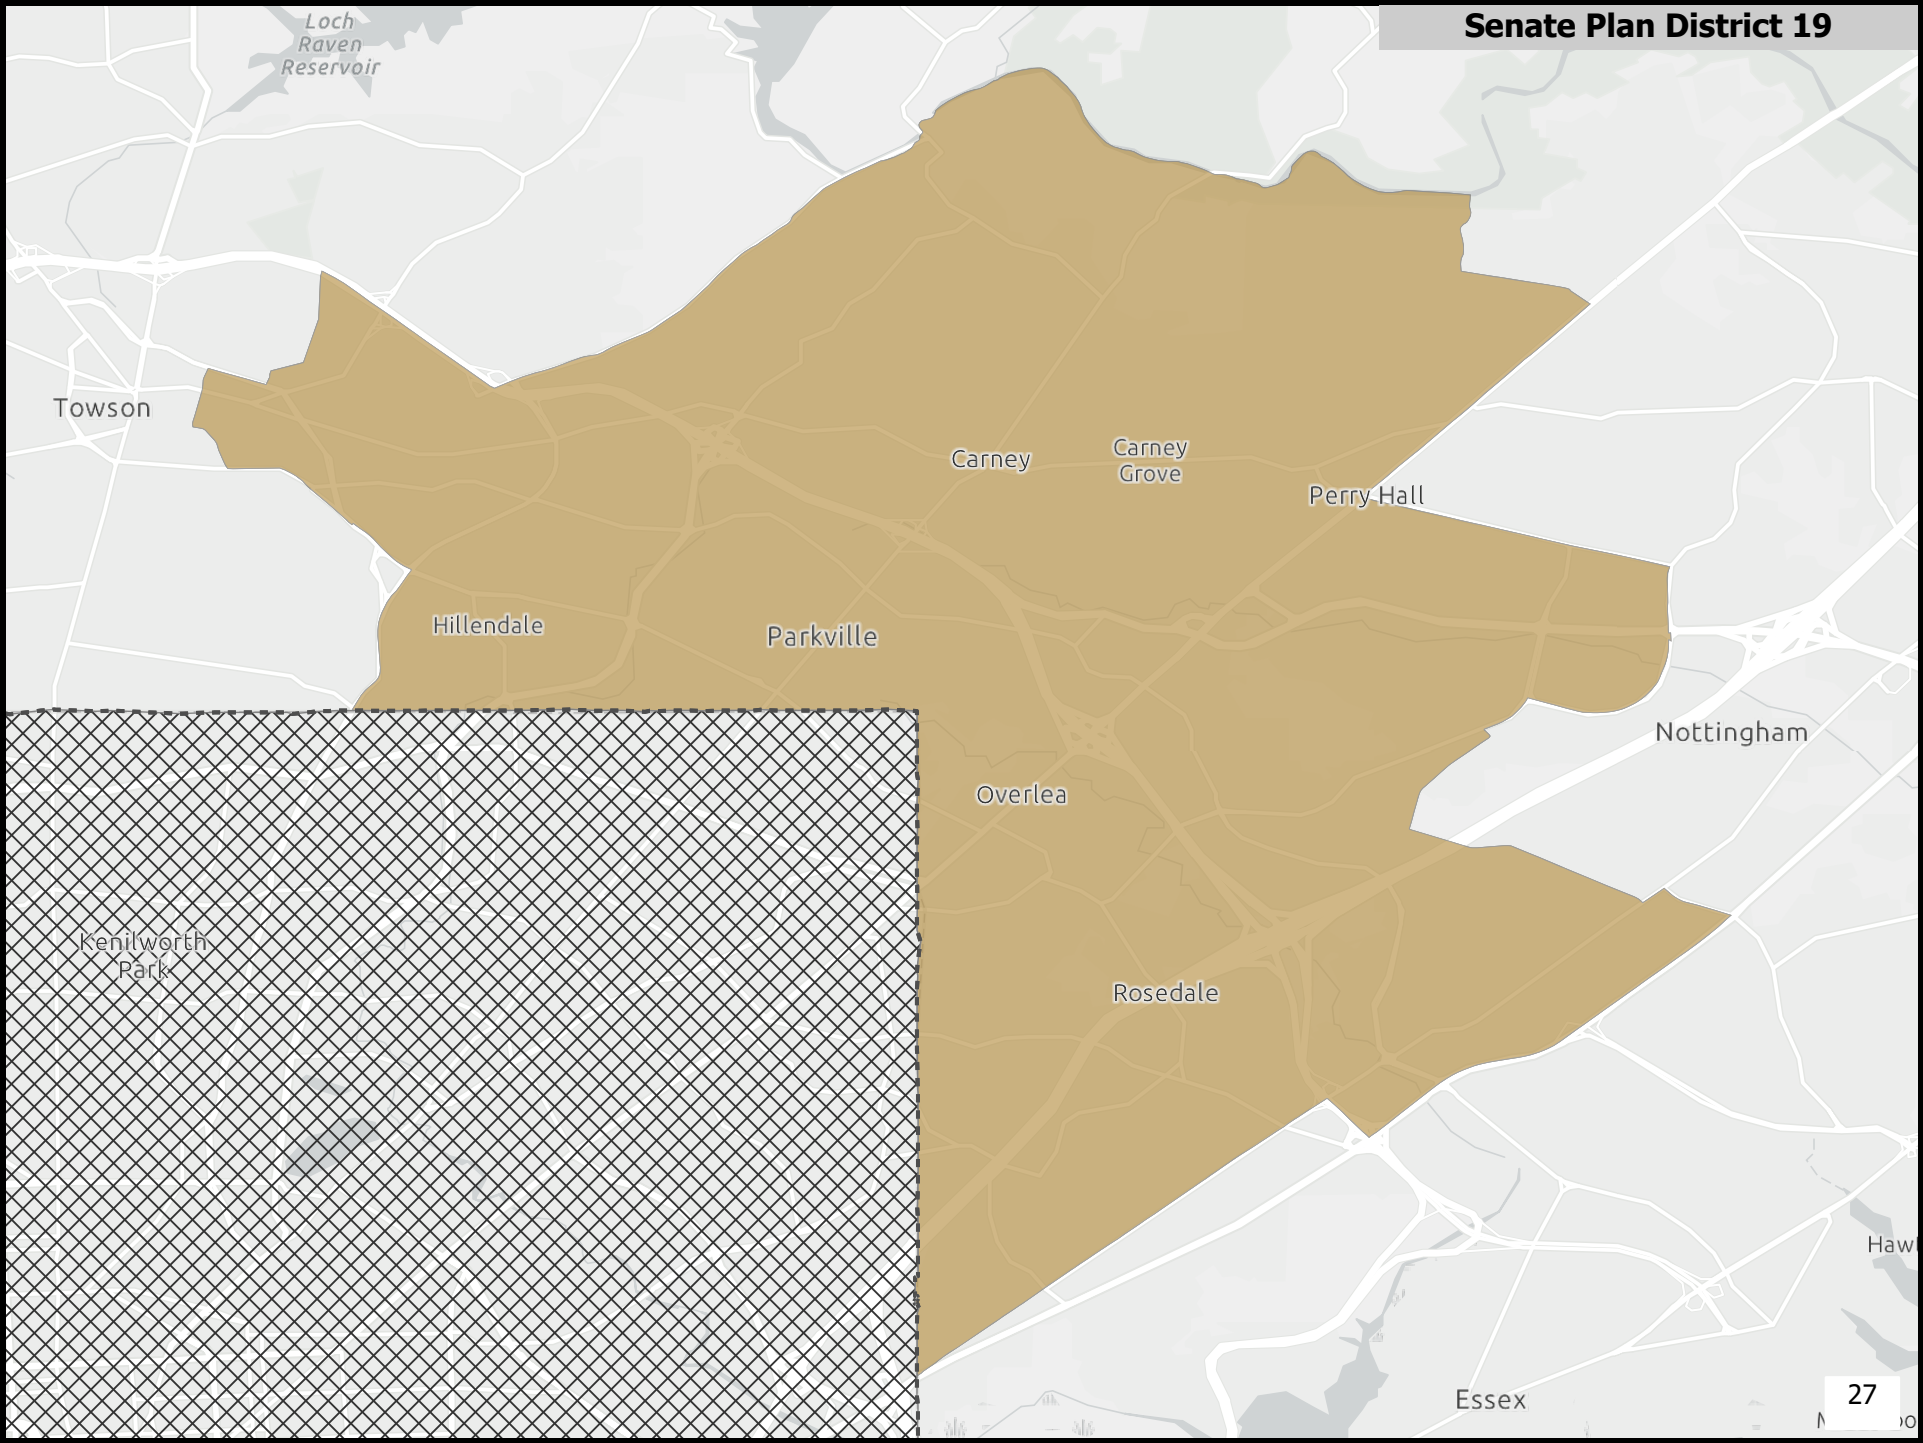 Senate Plan District 19
Loch
Raven
Reservoir
Towson
Carney
Carney
Grove
Perry Hall
Hillendale
Parkville
Nottingham
Overlea
Kenilworth
Park
Rosedale
Essex
27